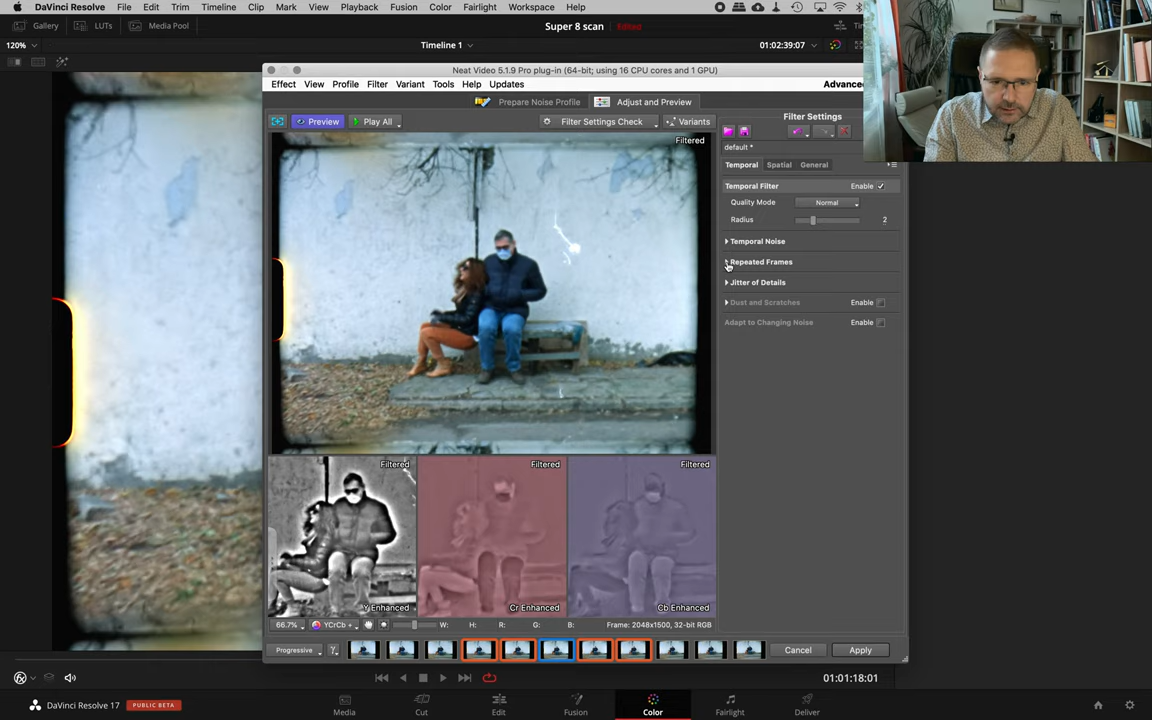 DaVinci Resolve File Edit Trim Timeline Clip Mark View Playback Fusion Color Fairlight Workspace Help
Gallery LUTs Media Pool Super 8 scan Edited
120% Timeline 1 01:02:39:07
Neat Video 5.1.9 Pro plug-in (64-bit; using 16 CPU cores and 1 GPU)
Effect View Profile Filter Variant Tools Help Updates Advanced
Prepare Noise Profile Adjust and Preview
Preview Play All Filter Settings Check Variants
Filter Settings
Filtered
default *
Temporal Spatial General
Temporal Filter Enable
Quality Mode Normal
Radius 2
Temporal Noise
Repeated Frames
Jitter of Details
Dust and Scratches Enable
Adapt to Changing Noise Enable
Filtered Filtered Filtered
Y Enhanced Cr Enhanced Cb Enhanced
66.7% YCrCb W: H: R: G: B: Frame: 2048x1500, 32-bit RGB
Progressive Cancel Apply
01:01:18:01
DaVinci Resolve 17 PUBLIC BETA Media Cut Edit Fusion Color Fairlight Deliver